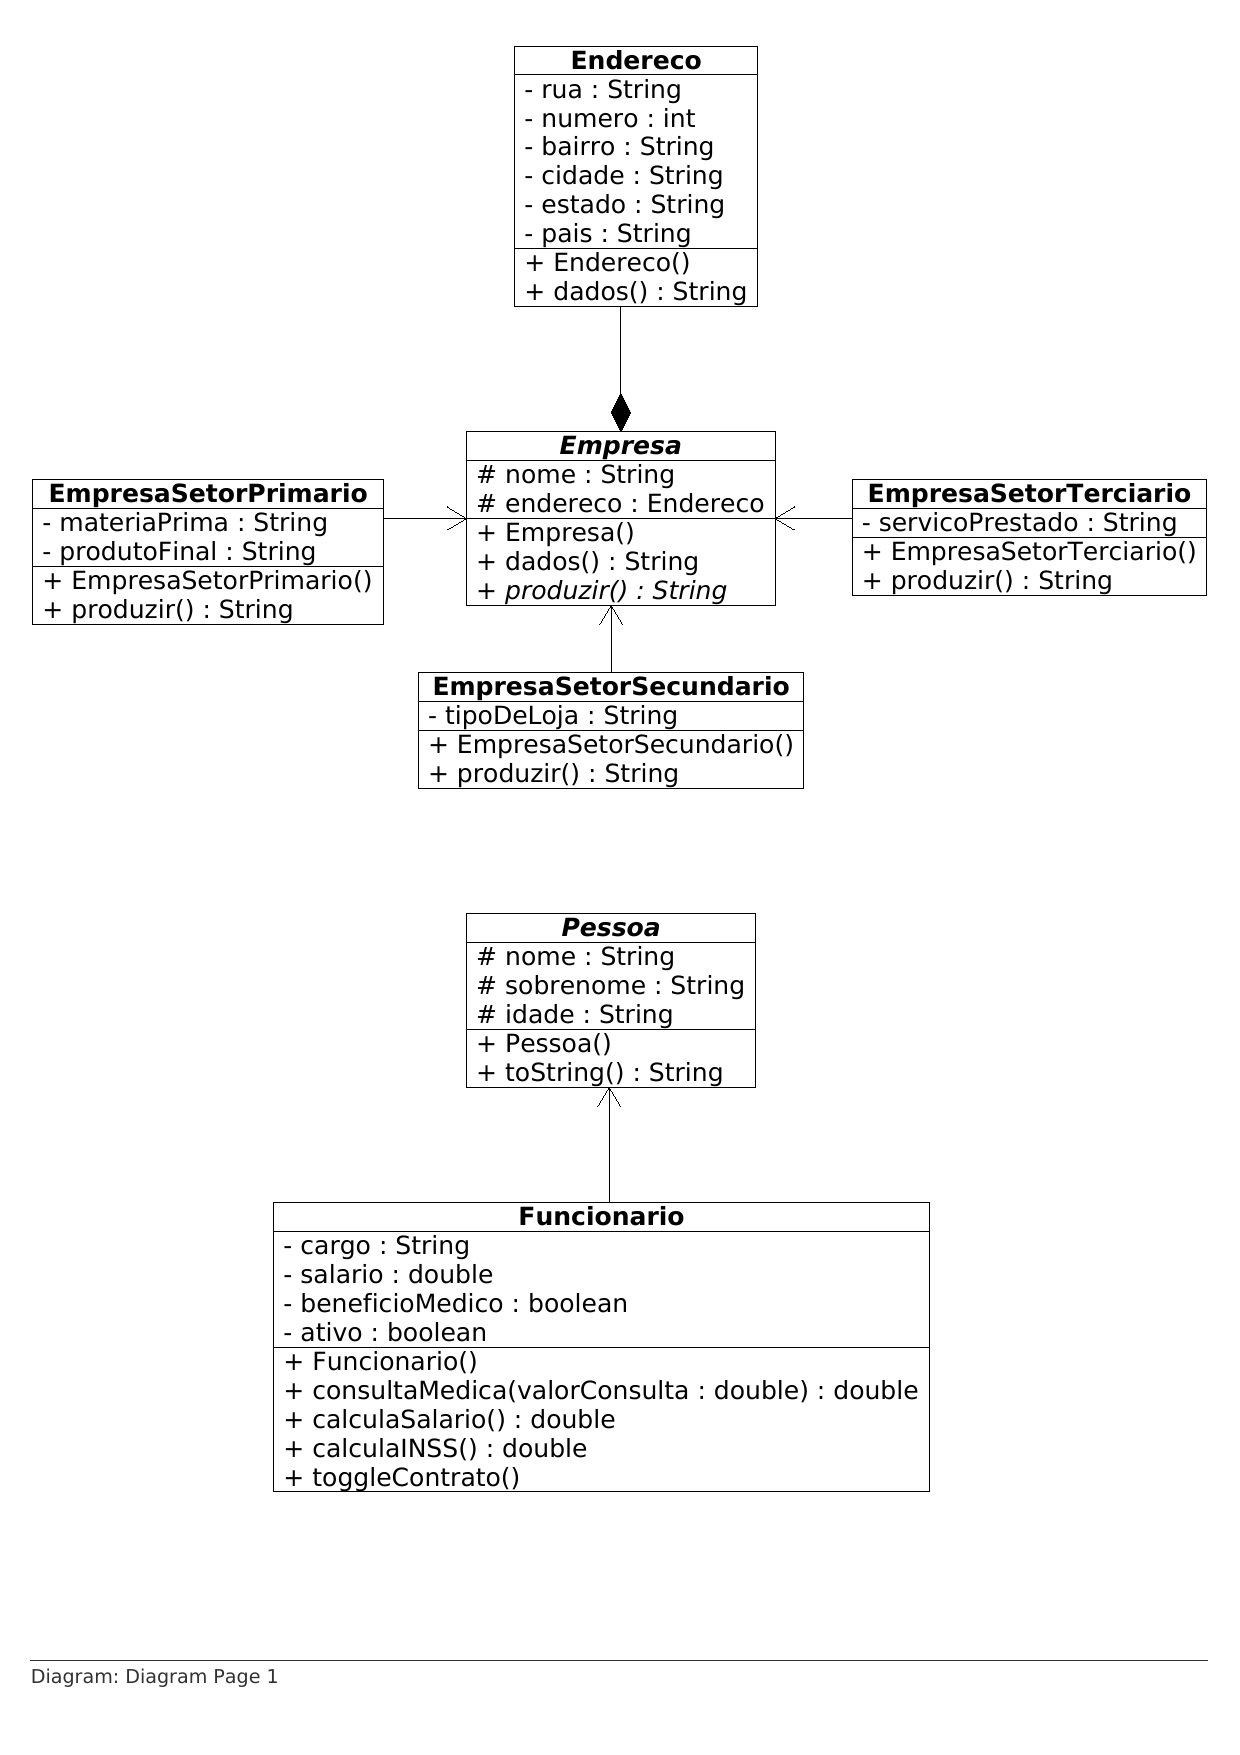 Endereco
- rua : String
- numero : int
- bairro : String
- cidade : String
- estado : String
- pais : String
+ Endereco()
+ dados() : String
Empresa
# nome : String
# endereco : Endereco
+ Empresa()
+ dados() : String
+ produzir() : String
EmpresaSetorPrimario
- materiaPrima : String
- produtoFinal : String
+ EmpresaSetorPrimario()
+ produzir() : String
EmpresaSetorTerciario
- servicoPrestado : String
+ EmpresaSetorTerciario()
+ produzir() : String
EmpresaSetorSecundario
- tipoDeLoja : String
+ EmpresaSetorSecundario()
+ produzir() : String
Pessoa
# nome : String
# sobrenome : String
# idade : String
+ Pessoa()
+ toString() : String
Funcionario
- cargo : String
- salario : double
- beneficioMedico : boolean
- ativo : boolean
+ Funcionario()
+ consultaMedica(valorConsulta : double) : double
+ calculaSalario() : double
+ calculaINSS() : double
+ toggleContrato()
Diagram: Diagram Page 1